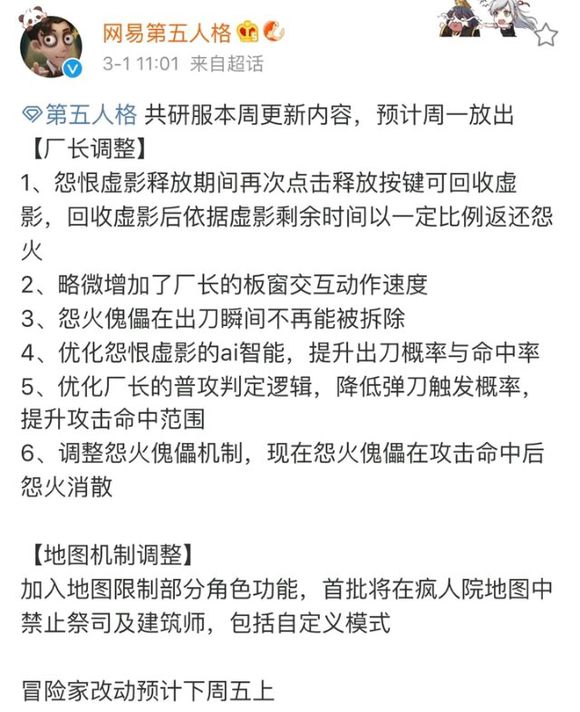 网易第五人格
3-1 11:01 来自超话
第五人格 共研服本周更新内容，预计周一放出
【厂长调整】
1、怨恨虚影释放期间再次点击释放按键可回收虚
影，回收虚影后依据虚影剩余时间以一定比例返还怨
火
2、略微增加了厂长的板窗交互动作速度
3、怨火傀儡在出刀瞬间不再能被拆除
4、优化怨恨虚影的ai智能，提升出刀概率与命中率
5、优化厂长的普攻判定逻辑，降低弹刀触发概率，
提升攻击命中范围
6、调整怨火傀儡机制，现在怨火傀儡在攻击命中后
怨火消散
【地图机制调整】
加入地图限制部分角色功能，首批将在疯人院地图中
禁止祭司及建筑师，包括自定义模式
冒险家改动预计下周五上